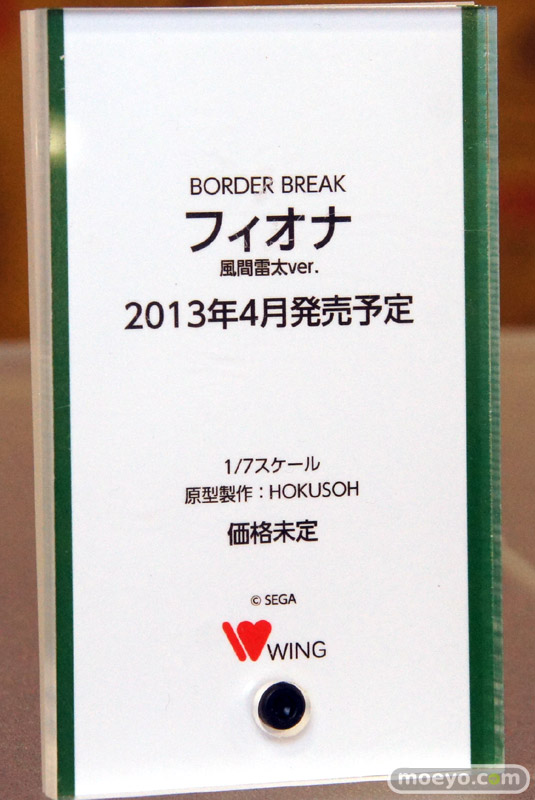 BORDER BREAK
フィオナ
風間雷太ver.
2013年4月発売予定
1/7スケール
原型製作：HOKUSOH
価格未定
© SEGA
WING
moeyo.com